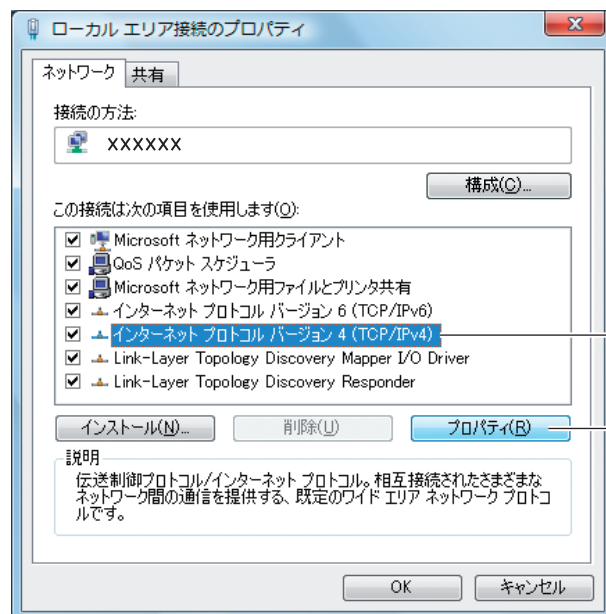 ローカル エリア接続のプロパティ
ネットワーク 共有
接続の方法:
XXXXXX
構成(C)...
この接続は次の項目を使用します(O):
Microsoft ネットワーク用クライアント
QoS パケット スケジューラ
Microsoft ネットワーク用ファイルとプリンタ共有
インターネット プロトコル バージョン 6 (TCP/IPv6)
インターネット プロトコル バージョン 4 (TCP/IPv4)
Link-Layer Topology Discovery Mapper I/O Driver
Link-Layer Topology Discovery Responder
インストール(N)... 削除(U) プロパティ(R)
説明
伝送制御プロトコル/インターネット プロトコル。相互接続されたさまざまな
ネットワーク間の通信を提供する、既定のワイド エリア ネットワーク プロトコ
ルです。
OK キャンセル